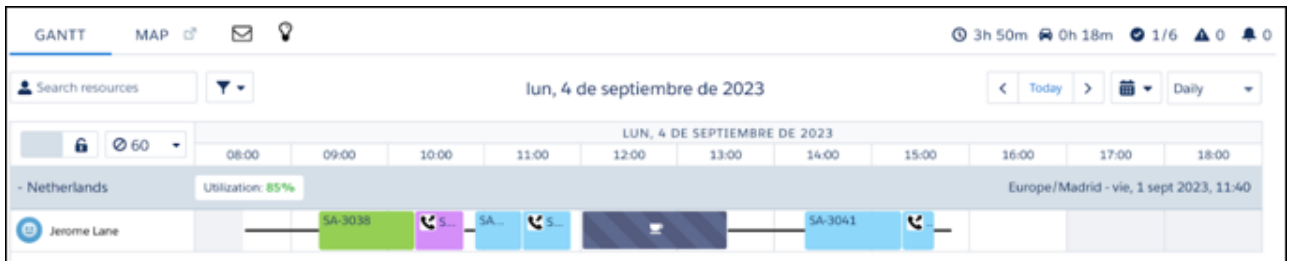 GANTT MAP 3h 50m 0h 18m 1/6 0 0
Search resources lun, 4 de septiembre de 2023 Today Daily
60 LUN, 4 DE SEPTIEMBRE DE 2023
08:00 09:00 10:00 11:00 12:00 13:00 14:00 15:00 16:00 17:00 18:00
- Netherlands Utilization: 85% Europe/Madrid - vie, 1 sept 2023, 11:40
Jerome Lane SA-3038 S... SA... S... SA-3041 ...